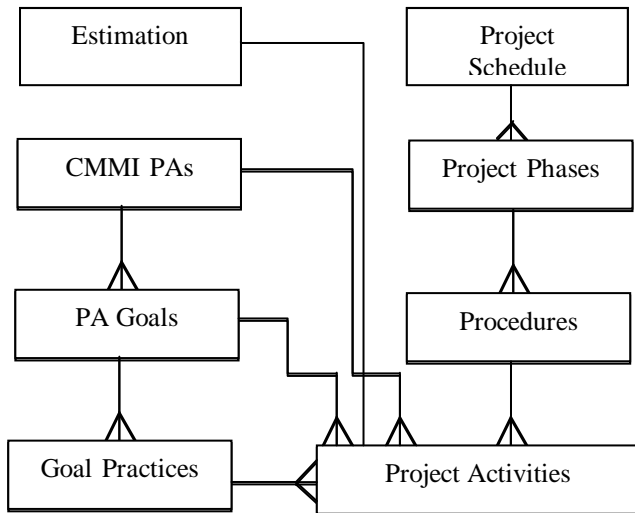 Estimation
Project
Schedule
CMMI PAs
Project Phases
PA Goals
Procedures
Goal Practices
Project Activities